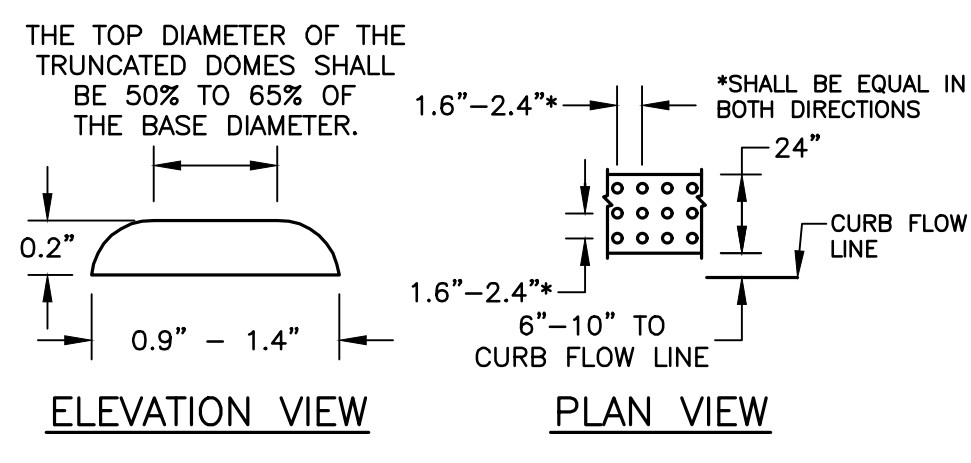 THE TOP DIAMETER OF THE
TRUNCATED DOMES SHALL
BE 50% TO 65% OF
THE BASE DIAMETER.
0.2”
0.9” – 1.4”
ELEVATION VIEW
1.6”–2.4”*
*SHALL BE EQUAL IN
BOTH DIRECTIONS
24”
CURB FLOW
LINE
1.6”–2.4”*
6”–10” TO
CURB FLOW LINE
PLAN VIEW